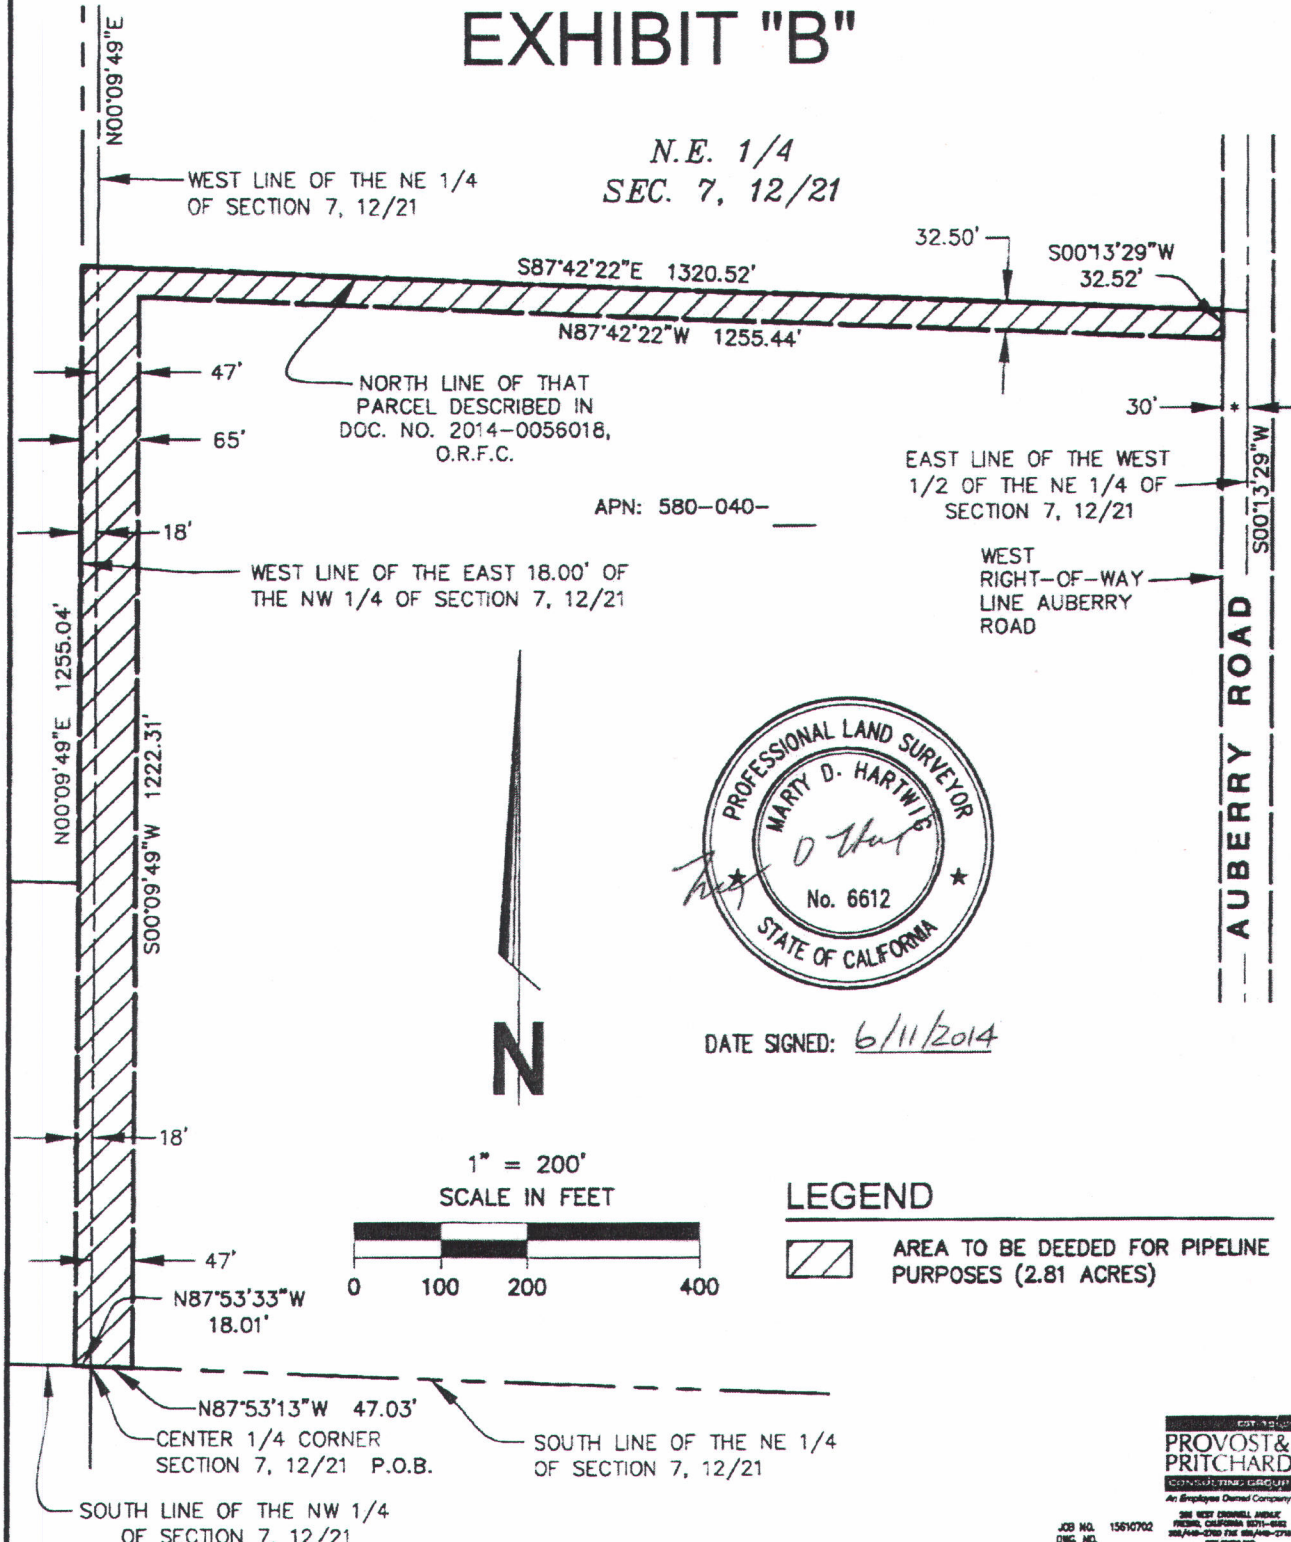 EXHIBIT "B"
N00°09'49"E
N.E. 1/4
SEC. 7, 12/21
WEST LINE OF THE NE 1/4
OF SECTION 7, 12/21
32.50'
S00°13'29"W
32.52'
S87°42'22"E 1320.52'
N87°42'22"W 1255.44'
47'
NORTH LINE OF THAT
PARCEL DESCRIBED IN
DOC. NO. 2014-0056018,
O.R.F.C.
65'
30'
*
EAST LINE OF THE WEST
1/2 OF THE NE 1/4 OF
SECTION 7, 12/21
S00°13'29"W
APN: 580-040-
18'
WEST LINE OF THE EAST 18.00' OF
THE NW 1/4 OF SECTION 7, 12/21
WEST
RIGHT-OF-WAY
LINE AUBERRY
ROAD
N00°09'49"E 1255.04'
S00°09'49"W 1222.31'
AUBERRY ROAD
PROFESSIONAL LAND SURVEYOR
MARTY D. HARTWIG
No. 6612
STATE OF CALIFORNIA
N
DATE SIGNED: 6/11/2014
18'
1" = 200'
SCALE IN FEET
0 100 200 400
LEGEND
AREA TO BE DEEDED FOR PIPELINE
PURPOSES (2.81 ACRES)
47'
N87°53'33"W
18.01'
N87°53'13"W 47.03'
CENTER 1/4 CORNER
SECTION 7, 12/21 P.O.B.
SOUTH LINE OF THE NE 1/4
OF SECTION 7, 12/21
SOUTH LINE OF THE NW 1/4
OF SECTION 7, 12/21
PROVOST&
PRITCHARD
CONSULTING GROUP
An Employee Owned Company
JOB NO. 15610702
DWG. NO.